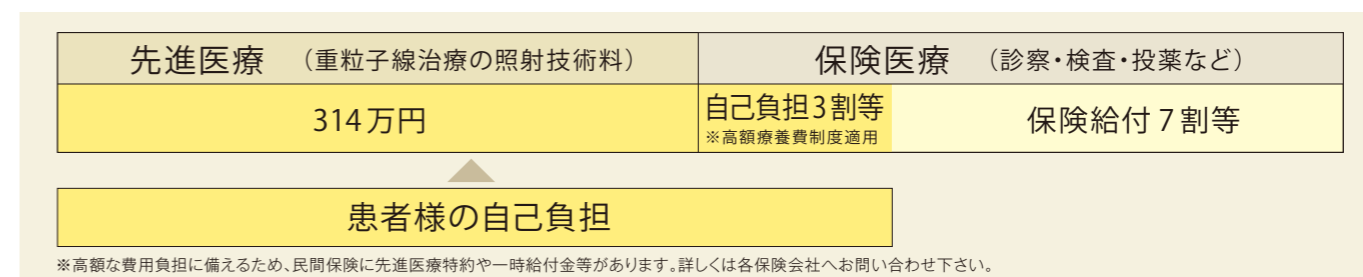 先進医療 （重粒子線治療の照射技術料） 保険医療 （診察・検査・投薬など）
314万円 自己負担3割等 保険給付7割等
※高額療養費制度適用
患者様の自己負担
※高額な費用負担に備えるため、民間保険に先進医療特約や一時給付金等があります。詳しくは各保険会社へお問い合わせ下さい。